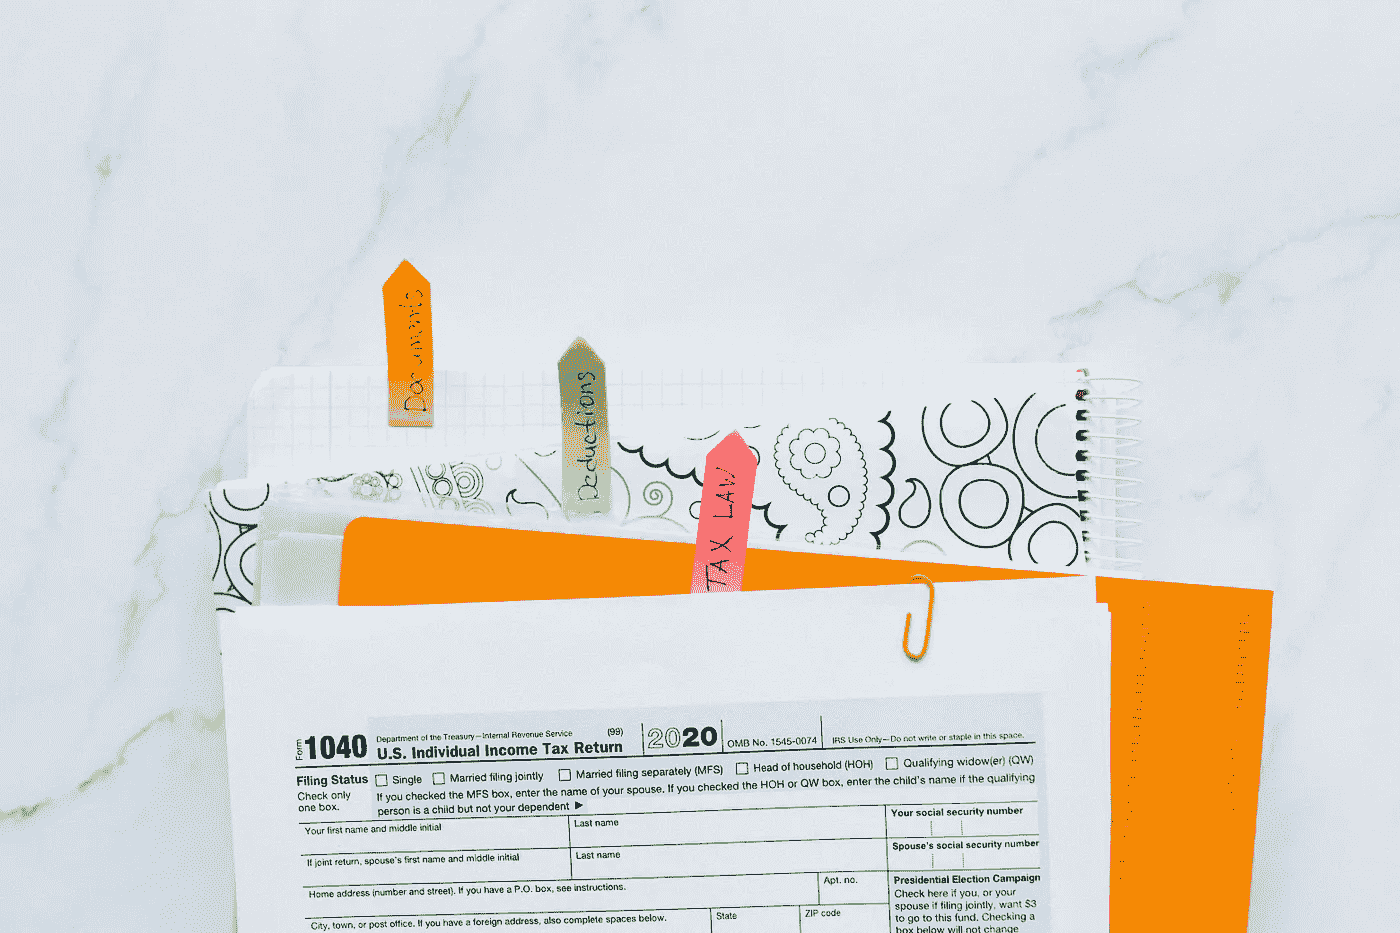 Documents
Deductions
TAX LAW
Form 1040 Department of the Treasury—Internal Revenue Service (99)
U.S. Individual Income Tax Return
2020
OMB No. 1545-0074
IRS Use Only—Do not write or staple in this space.
Filing Status
Check only
one box.
Single Married filing jointly Married filing separately (MFS) Head of household (HOH) Qualifying widow(er) (QW)
If you checked the MFS box, enter the name of your spouse. If you checked the HOH or QW box, enter the child's name if the qualifying
person is a child but not your dependent ▶
Your first name and middle initial
Last name
Your social security number
If joint return, spouse's first name and middle initial
Last name
Spouse's social security number
Home address (number and street). If you have a P.O. box, see instructions.
Apt. no.
City, town, or post office. If you have a foreign address, also complete spaces below.
State
ZIP code
Presidential Election Campaign
Check here if you, or your
spouse if filing jointly, want $3
to go to this fund. Checking a
box below will not change